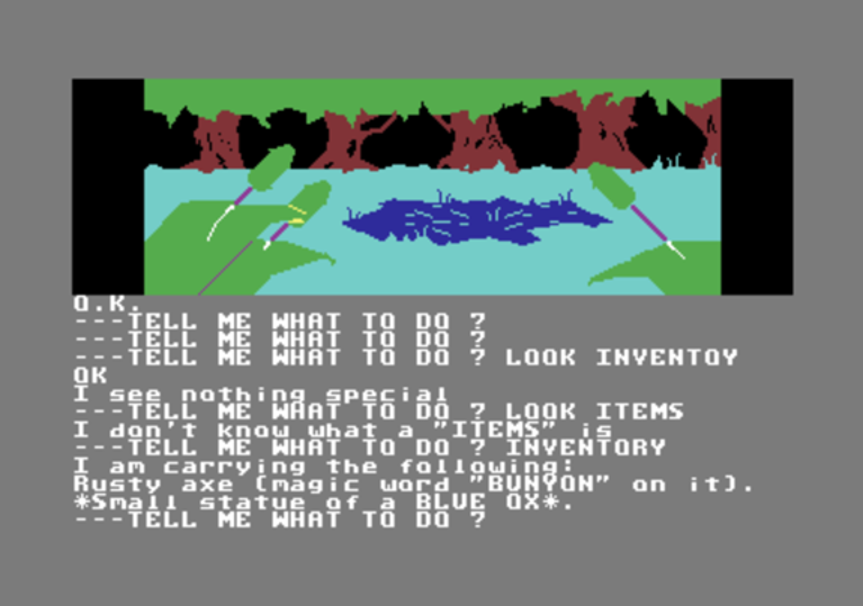 O.K.
---TELL ME WHAT TO DO ?
---TELL ME WHAT TO DO ?
---TELL ME WHAT TO DO ? LOOK INVENTOY
OK
I see nothing special
---TELL ME WHAT TO DO ? LOOK ITEMS
I don't know what a "ITEMS" is
---TELL ME WHAT TO DO ? INVENTORY
I am carrying the following:
Rusty axe (magic word "BUNYON" on it).
*Small statue of a BLUE OX*.
---TELL ME WHAT TO DO ?